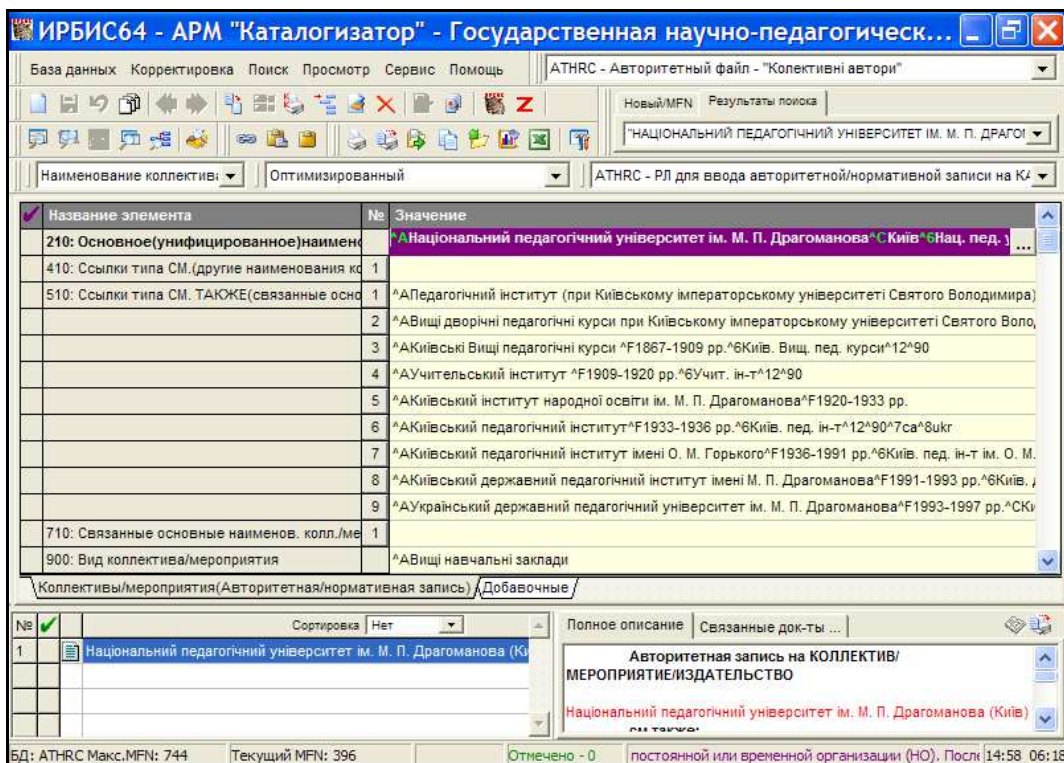 ИРБИС64 - АРМ "Каталогизатор" - Государственная научно-педагогическ...
База данных Корректировка Поиск Просмотр Сервис Помощь
ATHRC - Авторитетный файл - "Колективні автори"
Новый/MFN Результаты поиска
"НАЦІОНАЛЬНИЙ ПЕДАГОГІЧНИЙ УНІВЕРСИТЕТ ІМ. М. П. ДРАГО
Наименование коллектив Оптимизированный ATHRC - РЛ для ввода авторитетной/нормативной записи на КА
Название элемента № Значение
210: Основное(унифицированное)наимено ^AНаціональний педагогічний університет ім. М. П. Драгоманова^CКиїв^6Нац. пед. у ...
410: Ссылки типа СМ.(другие наименования ко 1
510: Ссылки типа СМ. ТАКЖЕ(связанные осно 1 ^AПедагогічний інститут (при Київському імператорському університеті Святого Володимира)
2 ^AВищі дворічні педагогічні курси при Київському імператорському університеті Святого Воло
3 ^AКиївські Вищі педагогічні курси ^F1867-1909 рр.^6Київ. Вищ. пед. курси^12^90
4 ^AУчительський інститут ^F1909-1920 рр.^6Учит. ін-т^12^90
5 ^AКиївський інститут народної освіти ім. М. П. Драгоманова^F1920-1933 рр.
6 ^AКиївський педагогічний інститут^F1933-1936 рр.^6Київ. пед. ін-т^12^90^7ca^8ukr
7 ^AКиївський педагогічний інститут імені О. М. Горького^F1936-1991 рр.^6Київ. пед. ін-т ім. О. М.
8 ^AКиївський державний педагогічний інститут імені М. П. Драгоманова^F1991-1993 рр.^6Київ.
9 ^AУкраїнський державний педагогічний університет ім. М. П. Драгоманова^F1993-1997 рр.^CКи
710: Связанные основные наименов. колл./ме 1
900: Вид коллектива/мероприятия ^AВищі навчальні заклади
Коллективы/мероприятия(Авторитетная/нормативная запись) Добавочные
№ Сортировка Нет
1 Національний педагогічний університет ім. М. П. Драгоманова (Ки
Полное описание Связанные док-ты ...
Авторитетная запись на КОЛЛЕКТИВ/
МЕРОПРИЯТИЕ/ИЗДАТЕЛЬСТВО
Національний педагогічний університет ім. М. П. Драгоманова (Київ)
см также:
БД: ATHRC Макс.MFN: 744 Текущий MFN: 396 Отмечено - 0 постоянной или временной организации (НО). Посл 14:58 06:18